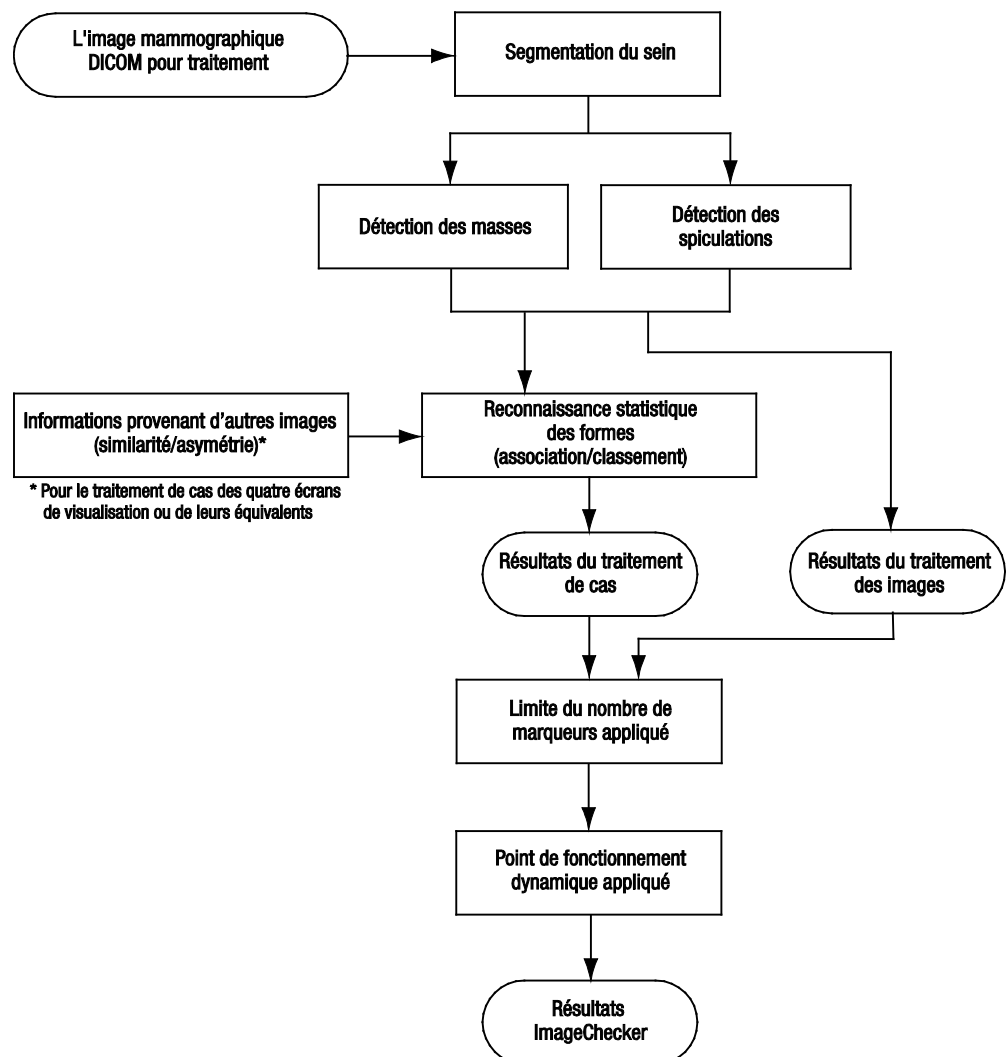 L'image mammographique
DICOM pour traitement
Segmentation du sein
Détection des masses
Détection des
spiculations
Informations provenant d'autres images
(similarité/asymétrie)*
* Pour le traitement de cas des quatre écrans
de visualisation ou de leurs équivalents
Reconnaissance statistique
des formes
(association/classement)
Résultats du traitement
de cas
Résultats du traitement
des images
Limite du nombre de
marqueurs appliqué
Point de fonctionnement
dynamique appliqué
Résultats
ImageChecker